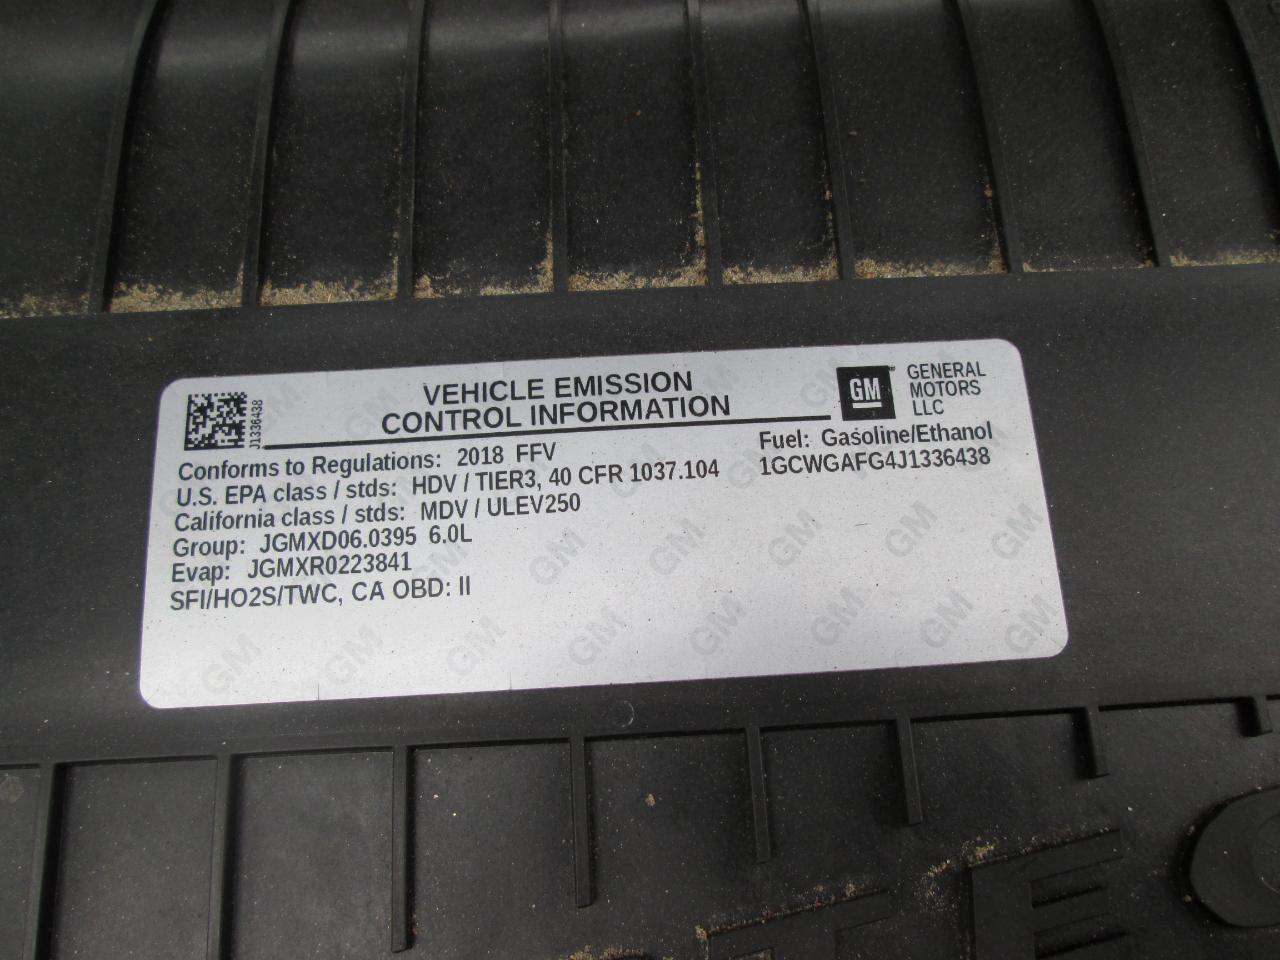 VEHICLE EMISSION
CONTROL INFORMATION
J1336438
GM
GENERAL
MOTORS
LLC
Conforms to Regulations: 2018 FFV
Fuel: Gasoline/Ethanol
U.S. EPA class / stds: HDV / TIER3, 40 CFR 1037.104
1GCWGAFG4J1336438
California class / stds: MDV / ULEV250
Group: JGMXD06.0395 6.0L
Evap: JGMXR0223841
SFI/HO2S/TWC, CA OBD: II